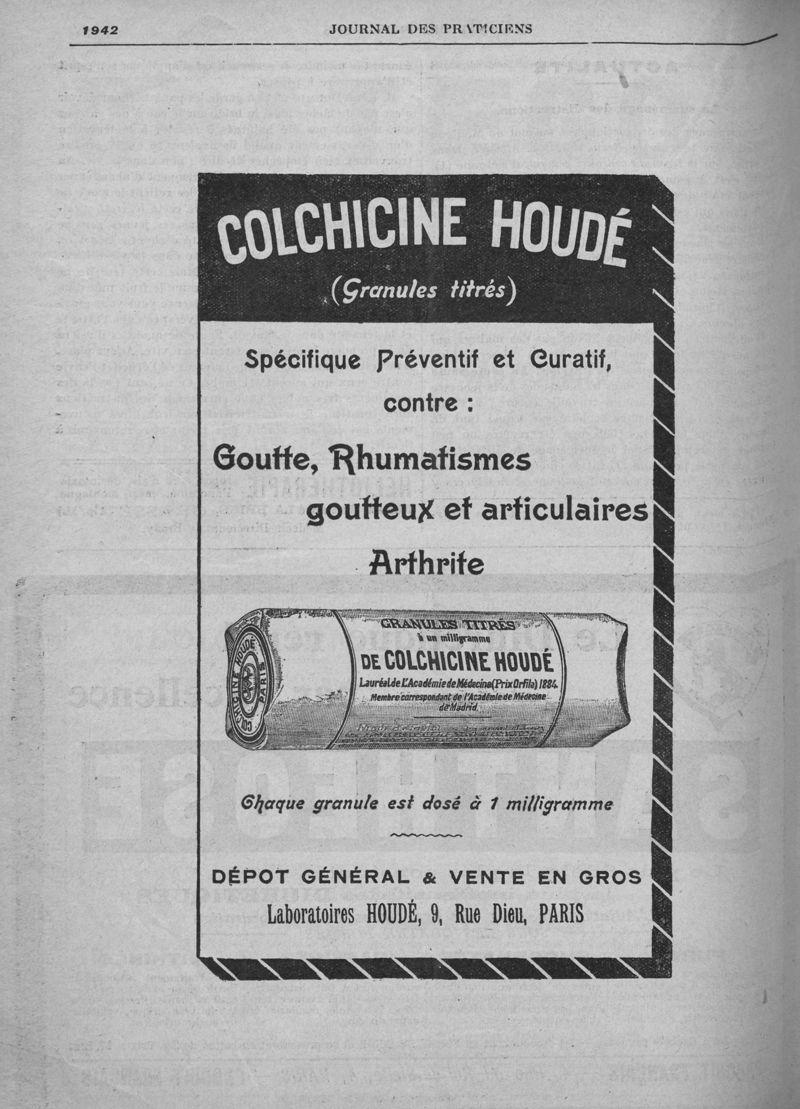 1942
JOURNAL DES PRATICIENS
COLCHICINE HOUDÉ
(Granules titrés)
Spécifique Préventif et Curatif,
contre :
Goutte, Rhumatismes
goutteux et articulaires
Arthrite
GRANULES TITRÉS
à un milligramme
DE COLCHICINE HOUDÉ
Lauréat de L'Académie de Médecine (Prix Orfila) 1884.
Membre correspondant de l'Académie de Médecine
de Madrid.
COLCHICINE HOUDÉ
PARIS
Chaque granule est dosé à 1 milligramme
DÉPOT GÉNÉRAL & VENTE EN GROS
Laboratoires HOUDÉ, 9, Rue Dieu, PARIS